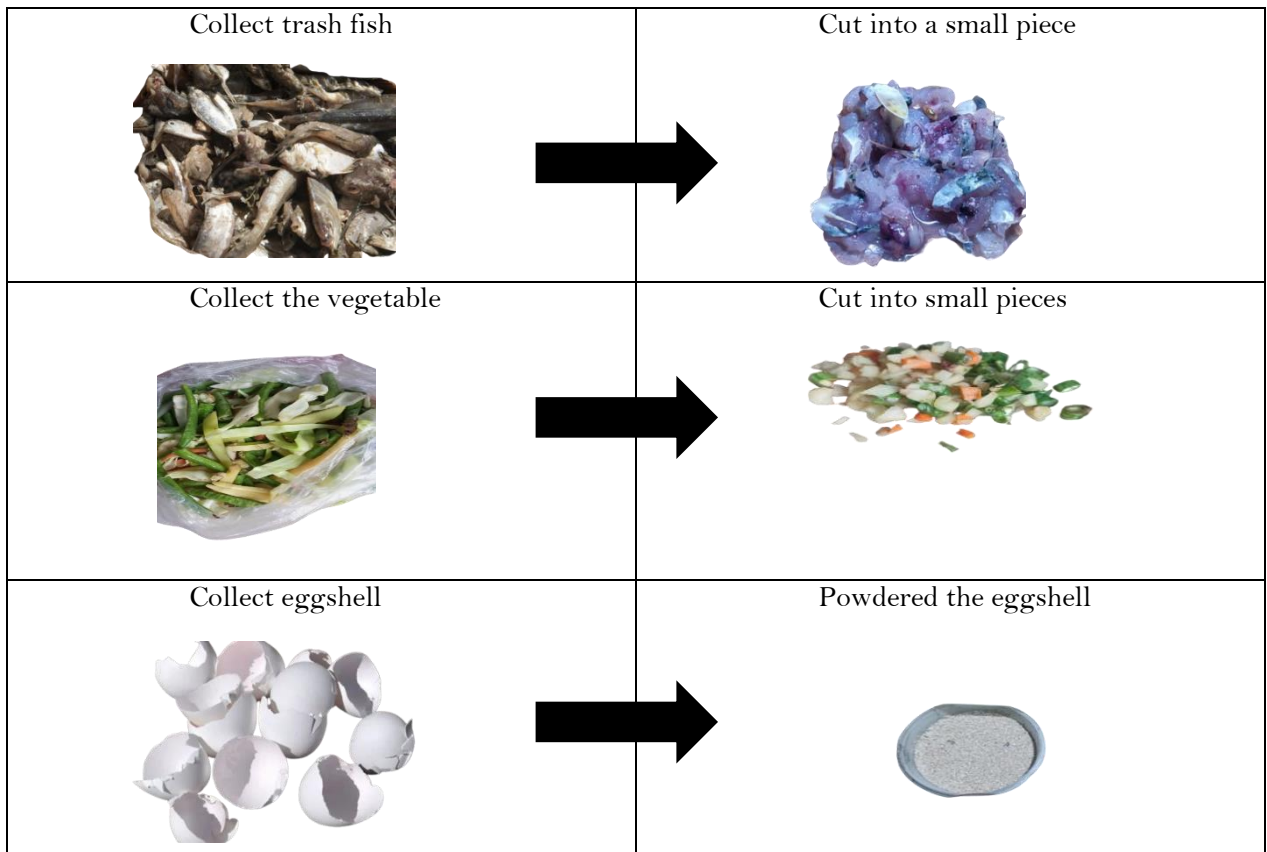 Collect trash fish
Cut into a small piece
Collect the vegetable
Cut into small pieces
Collect eggshell
Powdered the eggshell